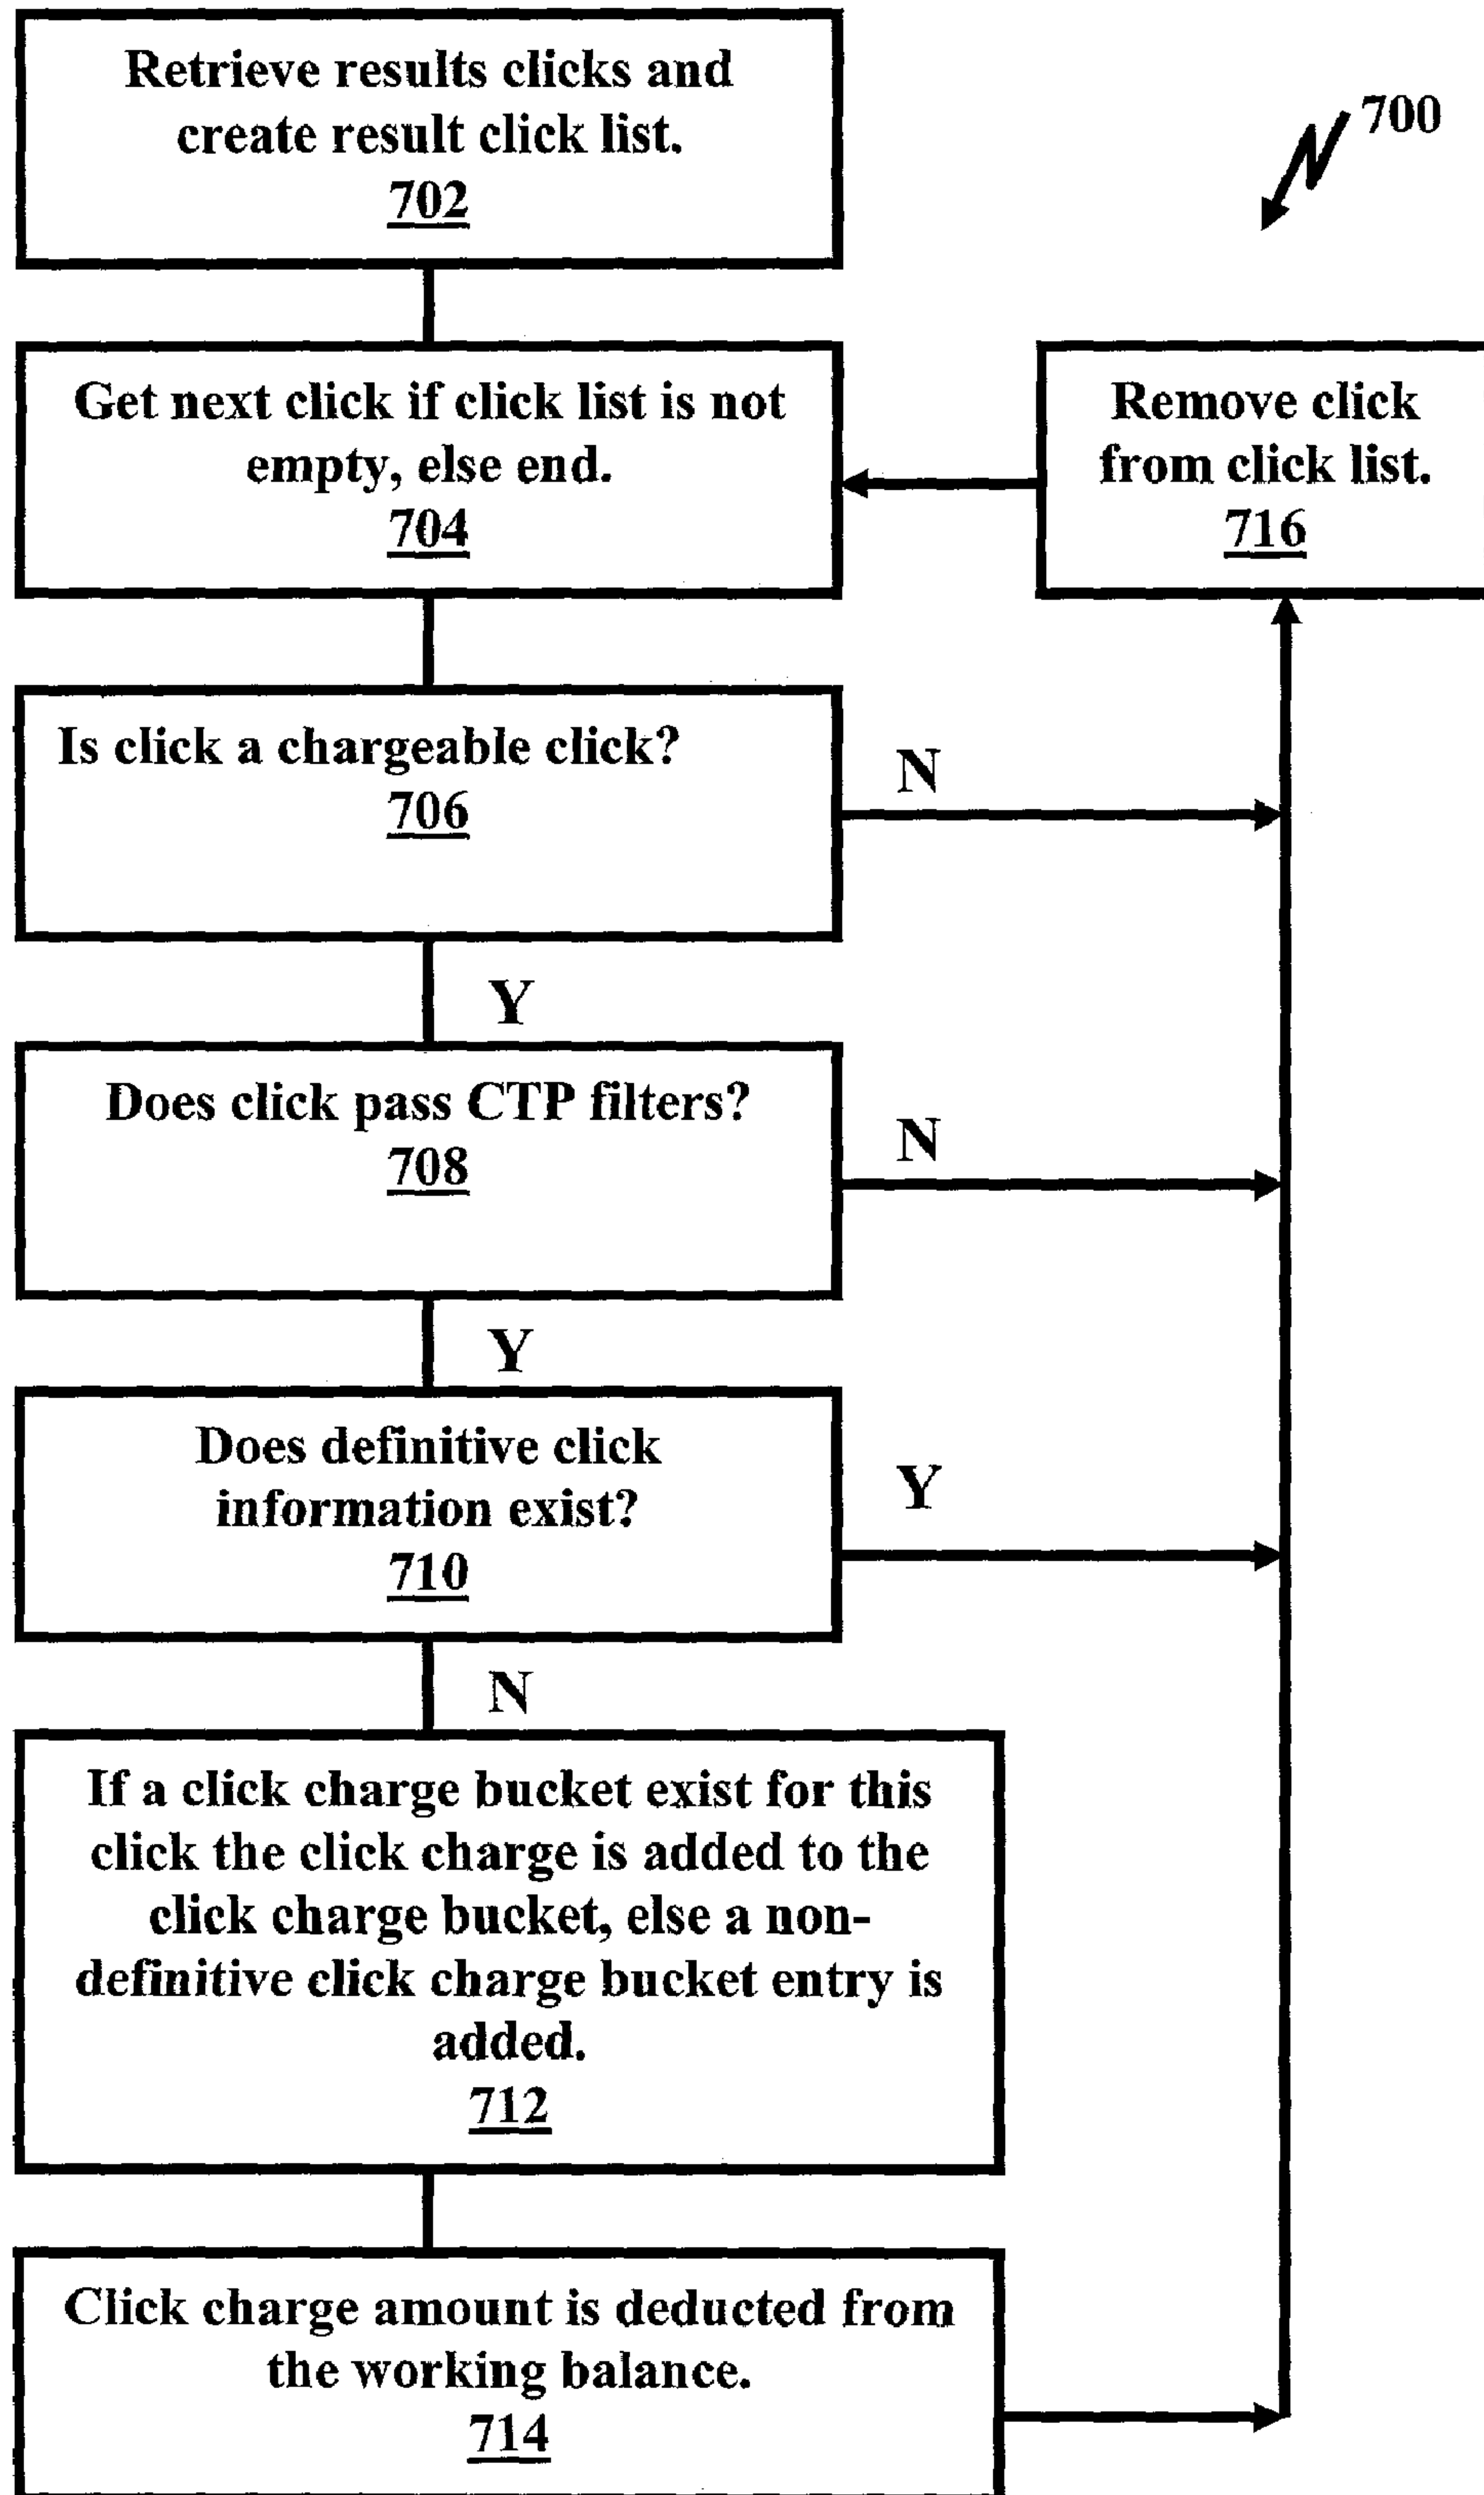 Retrieve results clicks and
create result click list.
702
700
Get next click if click list is not
empty, else end.
704
Remove click
from click list.
716
Is click a chargeable click?
706
N
Y
Does click pass CTP filters?
708
N
Y
Does definitive click
information exist?
710
Y
N
If a click charge bucket exist for this
click the click charge is added to the
click charge bucket, else a non-
definitive click charge bucket entry is
added.
712
Click charge amount is deducted from
the working balance.
714